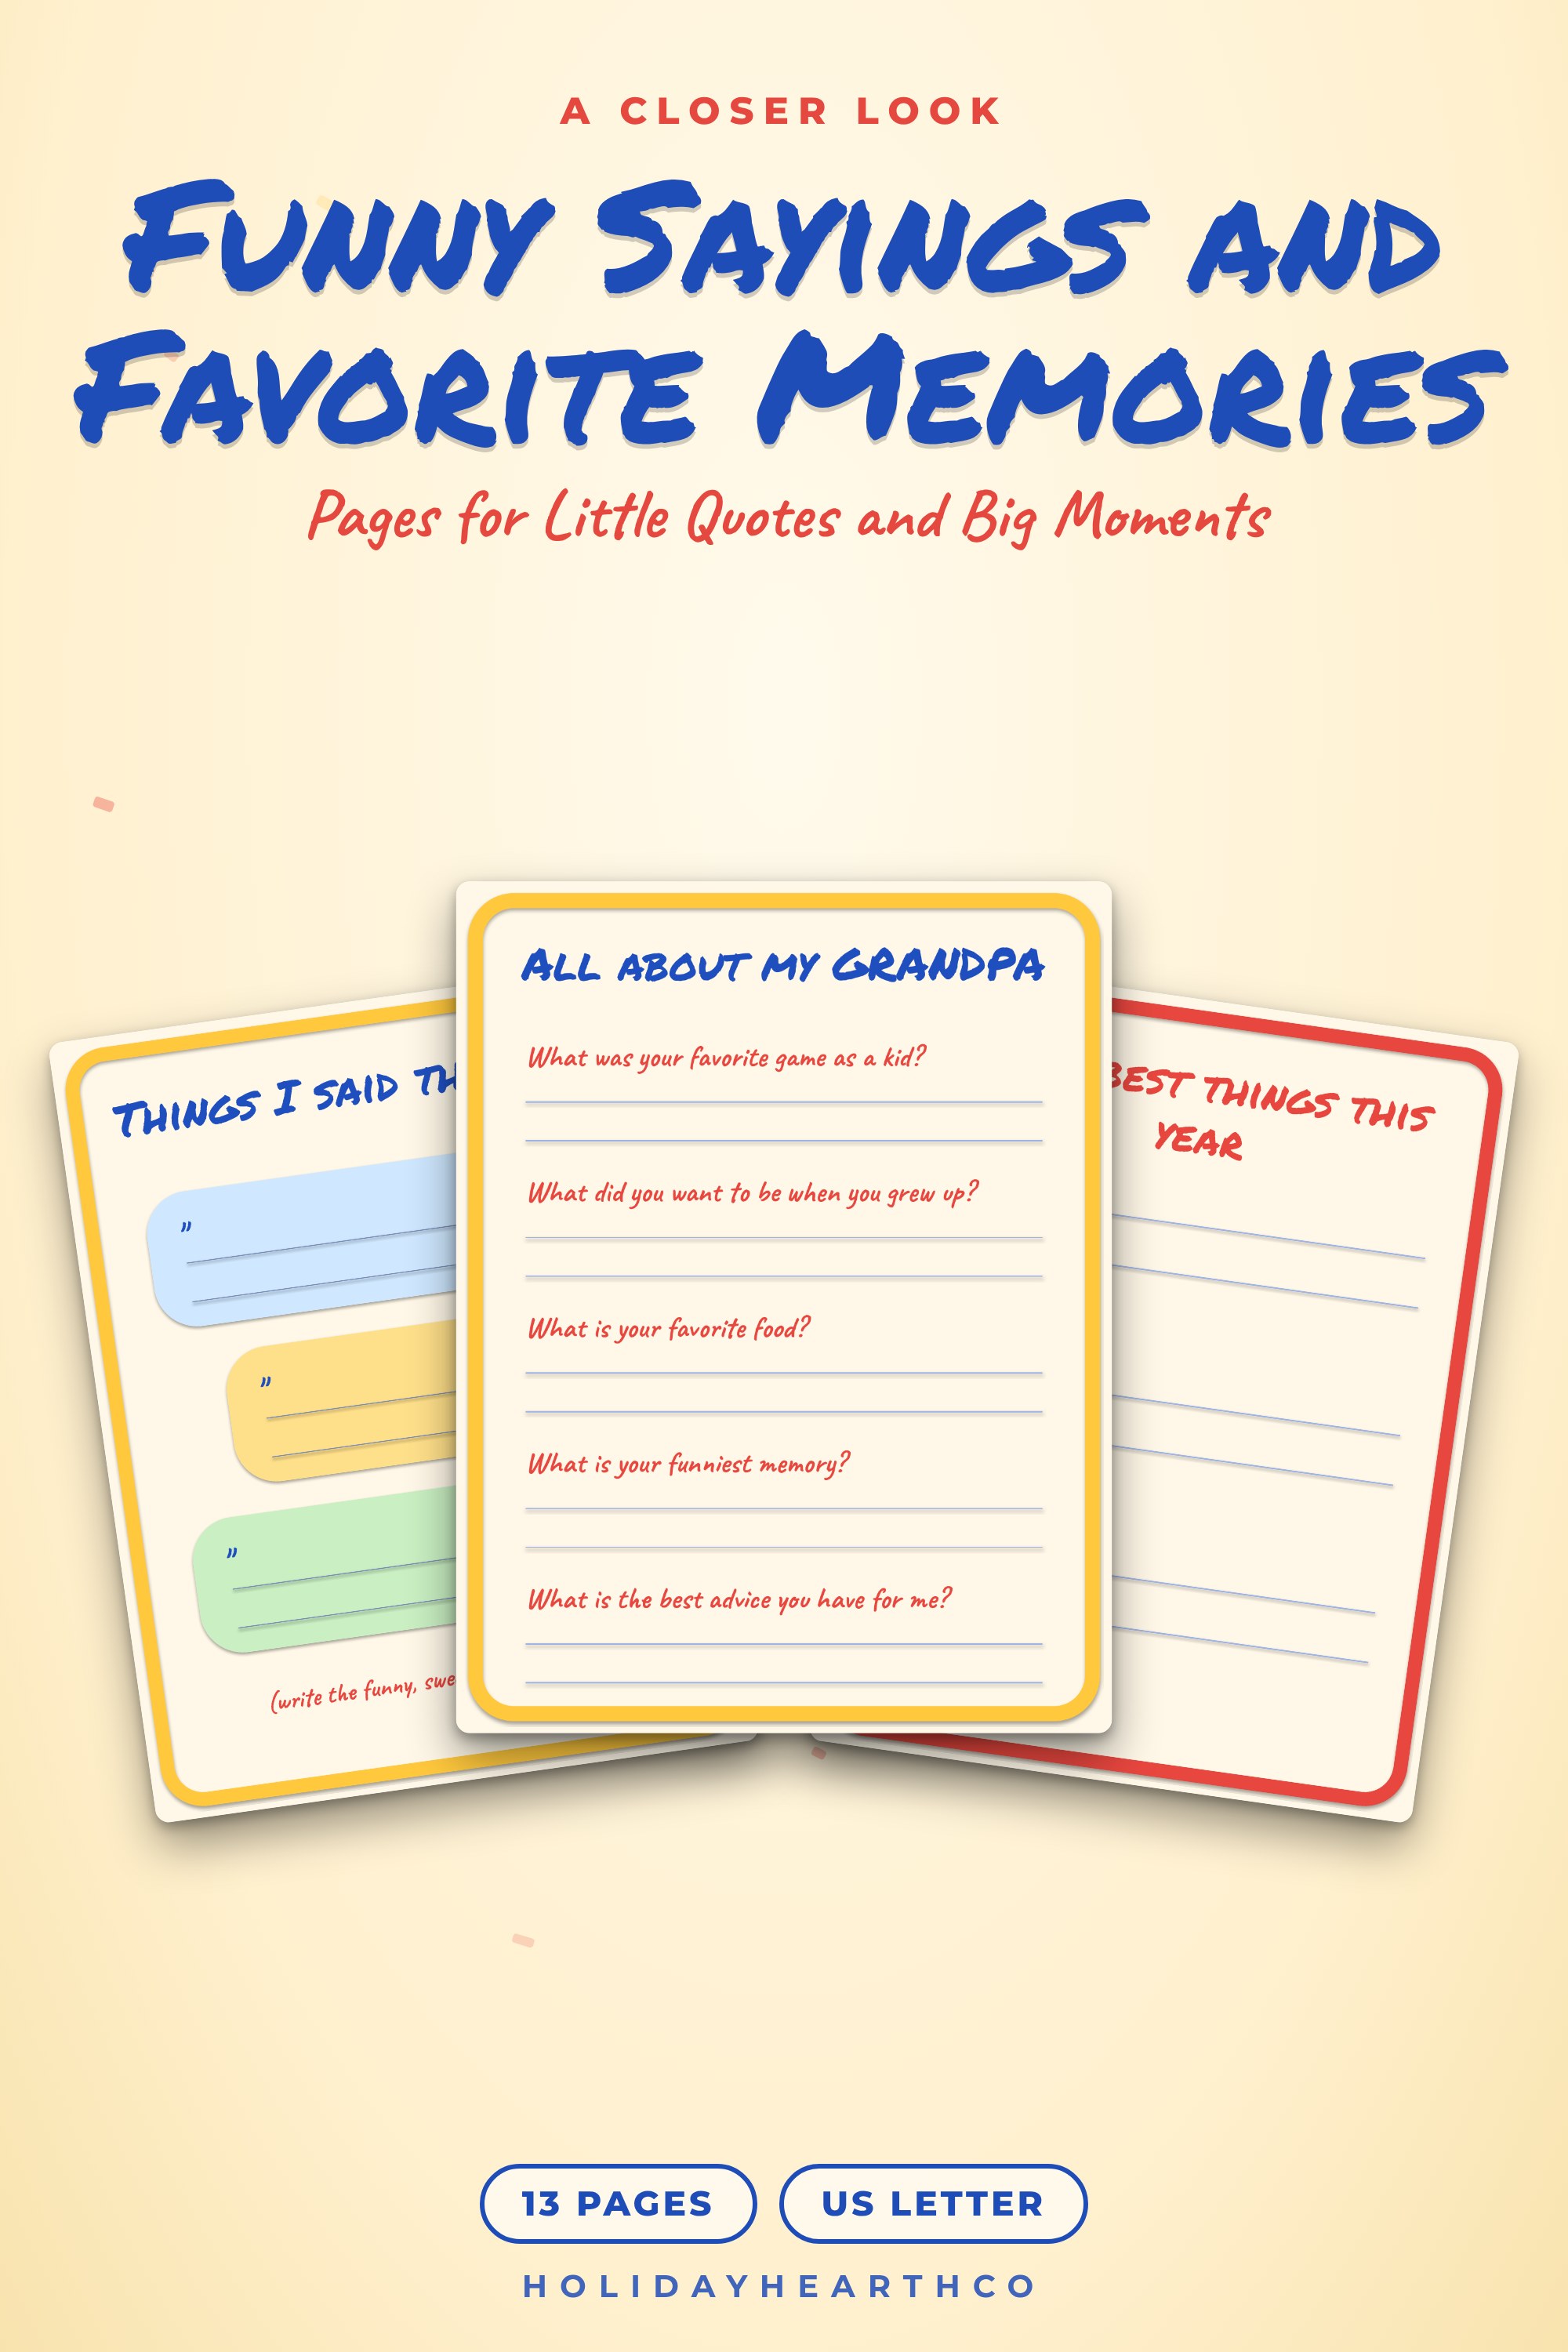 A CLOSER LOOK
Funny Sayings and
Favorite Memories
Pages for Little Quotes and Big Moments
Things I said
"
"
"
(write the funny,
All about my GRANDPA
What was your favorite game as a kid?
What did you want to be when you grew up?
What is your favorite food?
What is your funniest memory?
What is the best advice you have for me?
best things this
year
13 PAGES
US LETTER
HOLIDAYHEARTHCO